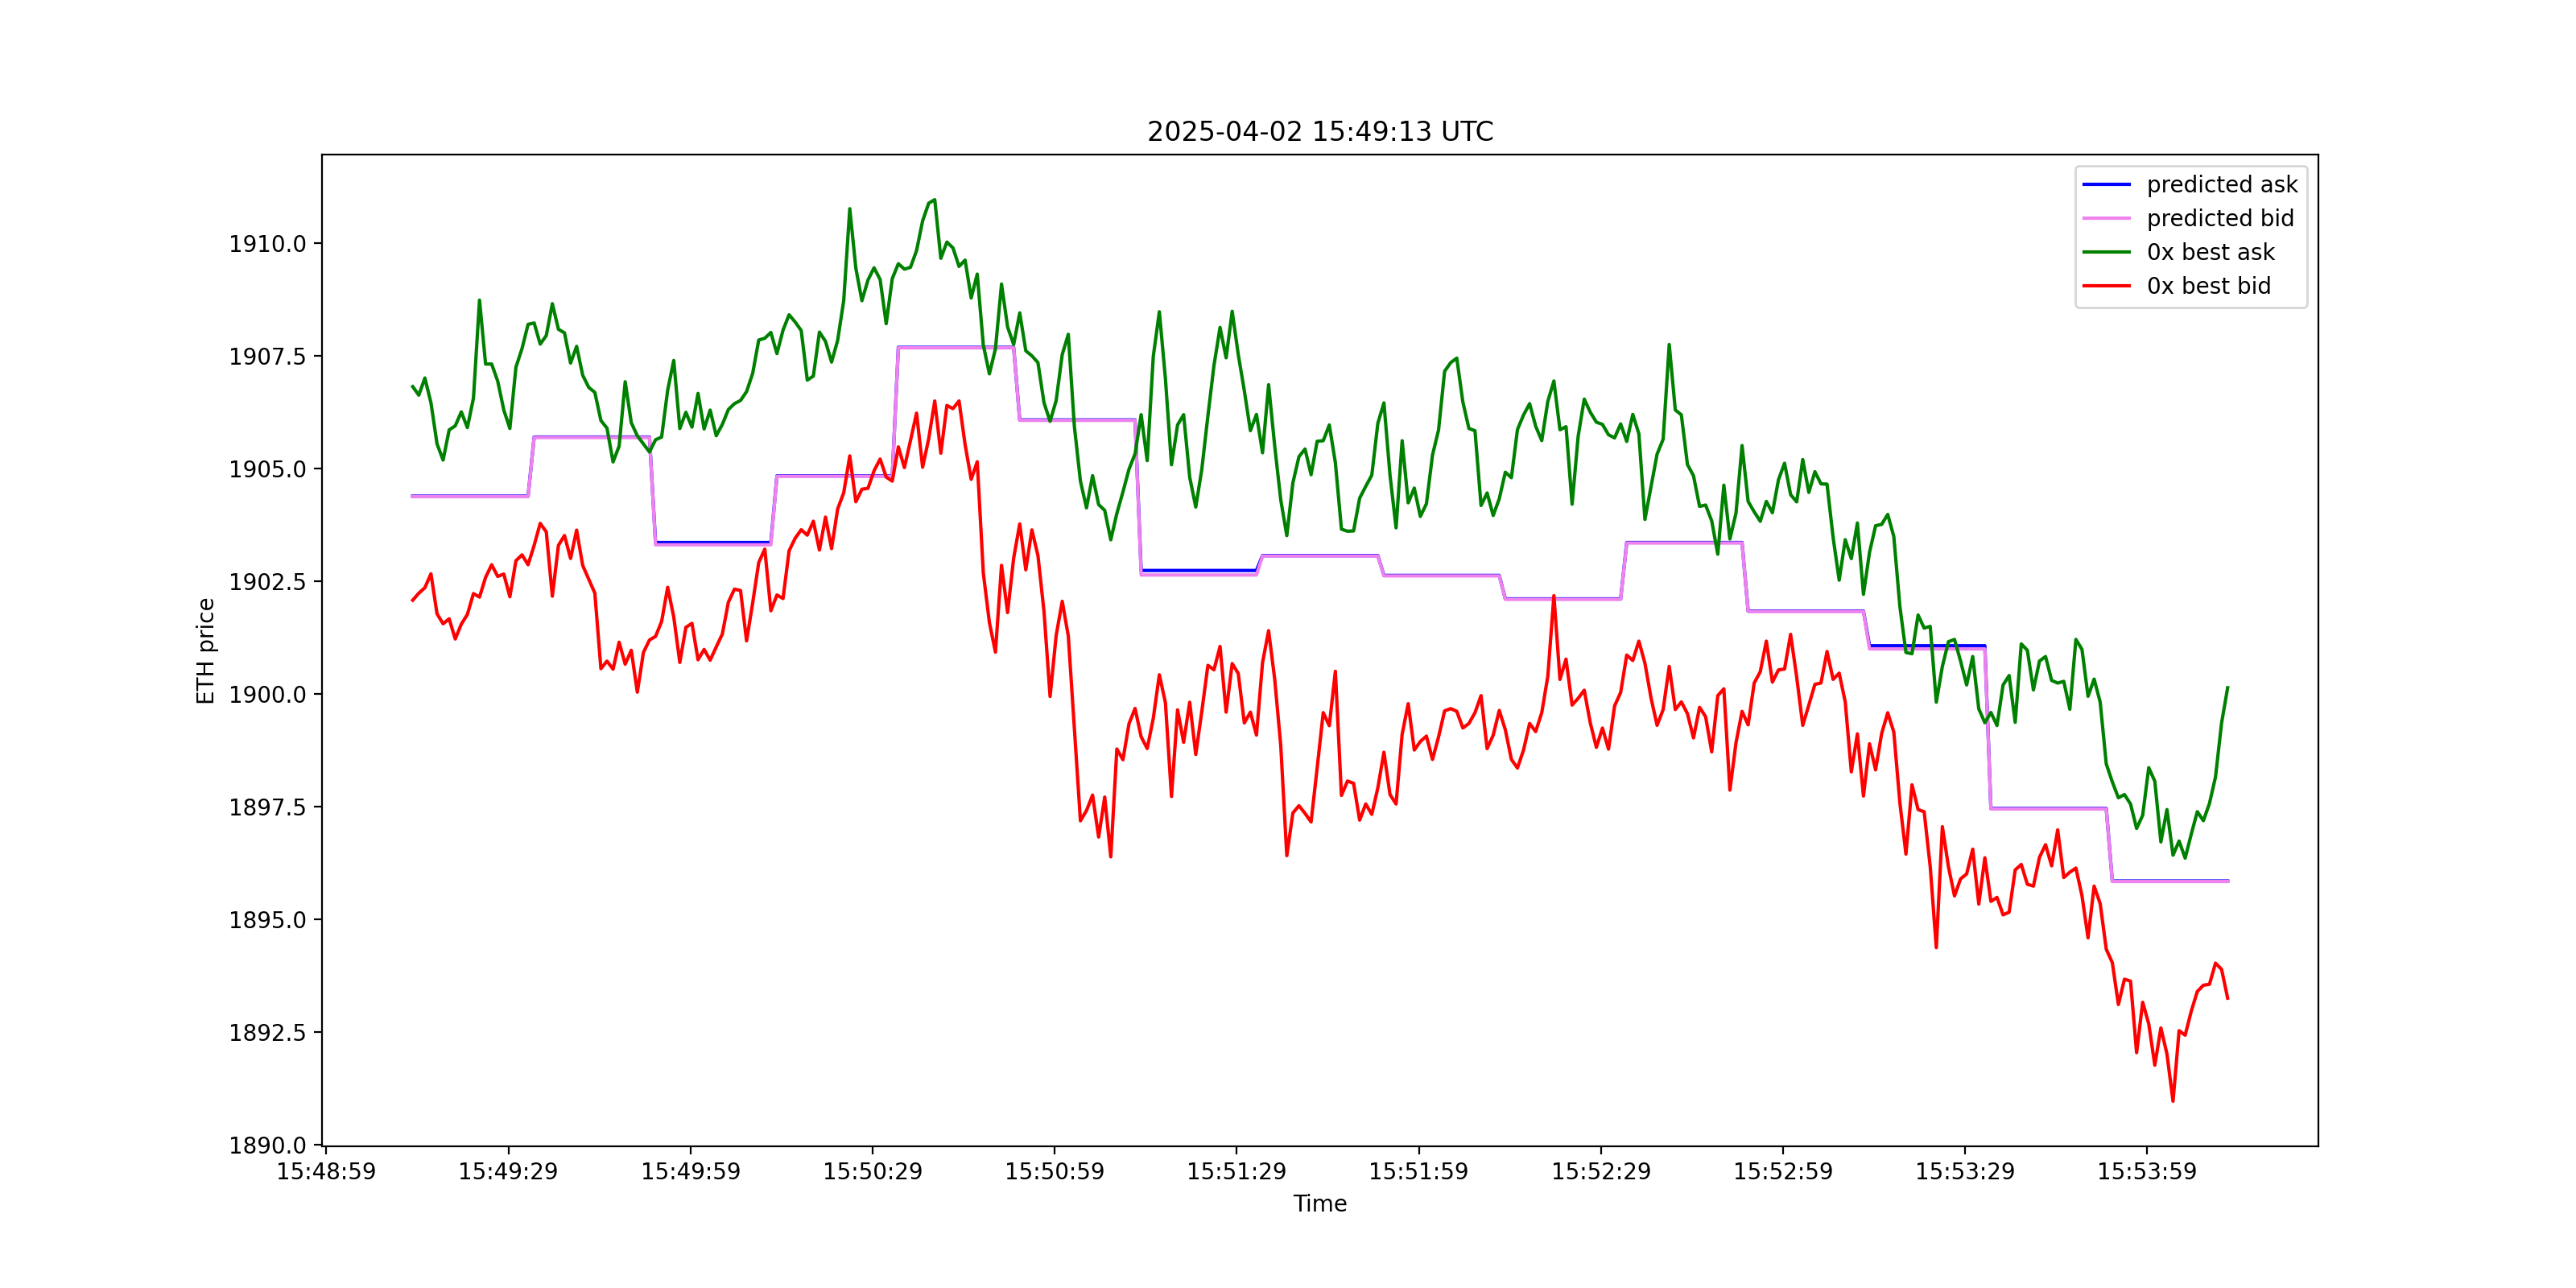 2025-04-02 15:49:13 UTC
predicted ask
predicted bid
0x best ask
0x best bid
ETH price
1910.0
1907.5
1905.0
1902.5
1900.0
1897.5
1895.0
1892.5
1890.0
15:48:59 15:49:29 15:49:59 15:50:29 15:50:59 15:51:29 15:51:59 15:52:29 15:52:59 15:53:29 15:53:59
Time